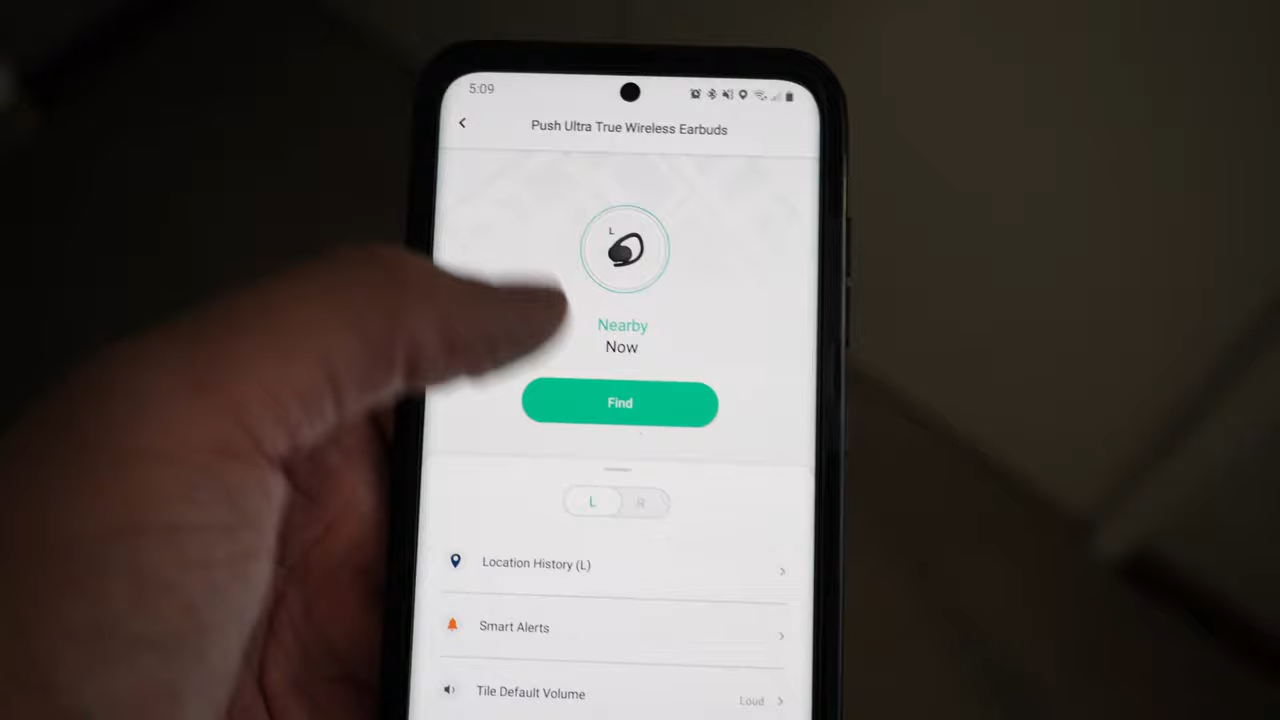 5:09
Push Ultra True Wireless Earbuds
L
Nearby
Now
Find
L R
Location History (L)
Smart Alerts
Tile Default Volume
Loud